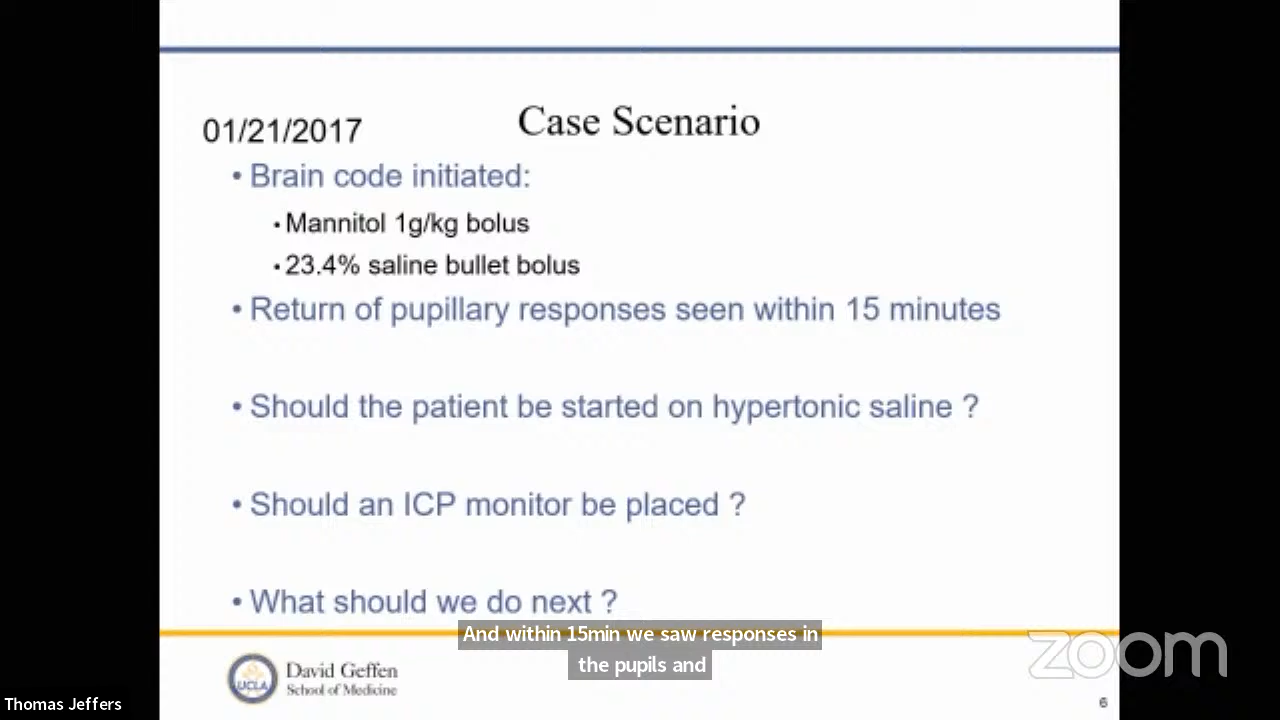 01/21/2017
Case Scenario
• Brain code initiated:
• Mannitol 1g/kg bolus
• 23.4% saline bullet bolus
• Return of pupillary responses seen within 15 minutes
• Should the patient be started on hypertonic saline ?
• Should an ICP monitor be placed ?
• What should we do next ?
And within 15min we saw responses in
the pupils and
UCLA
David Geffen
School of Medicine
zoom
Thomas Jeffers
6